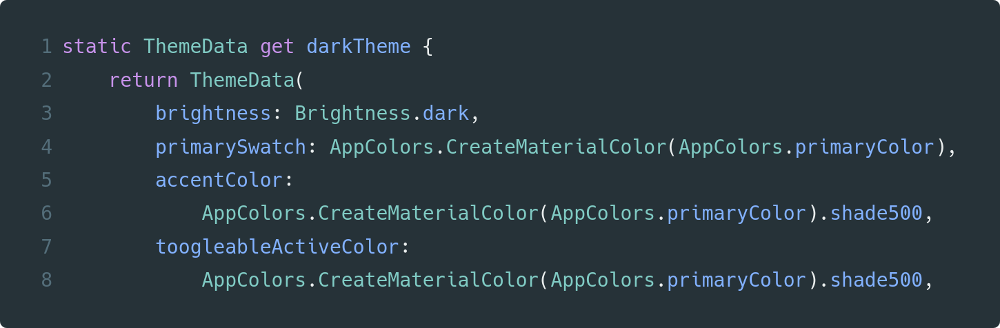 1 static ThemeData get darkTheme {
2     return ThemeData(
3         brightness: Brightness.dark,
4         primarySwatch: AppColors.CreateMaterialColor(AppColors.primaryColor),
5         accentColor:
6             AppColors.CreateMaterialColor(AppColors.primaryColor).shade500,
7         toogleableActiveColor:
8             AppColors.CreateMaterialColor(AppColors.primaryColor).shade500,